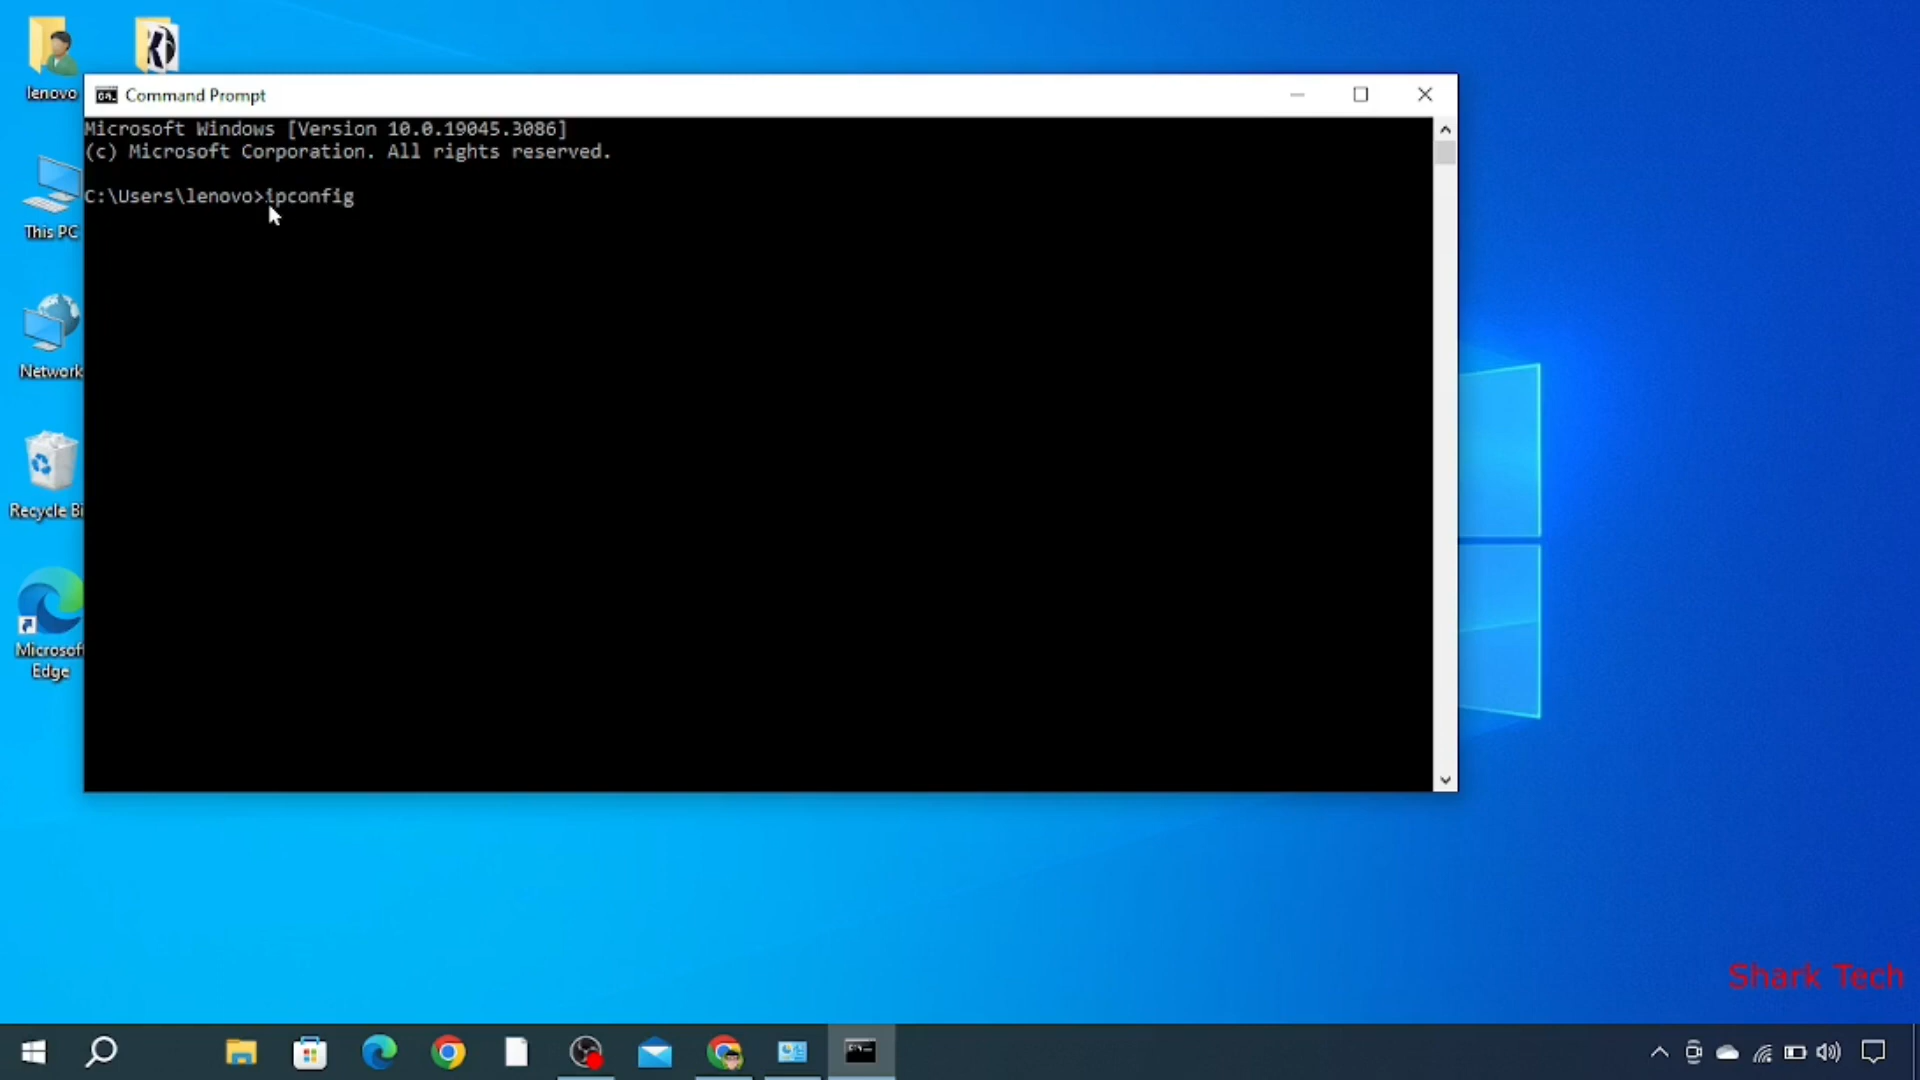 lenovo
Command Prompt
Microsoft Windows [Version 10.0.19045.3086]
(c) Microsoft Corporation. All rights reserved.
C:\Users\lenovo>ipconfig
This PC
Network
Recycle Bi
Microsof
Edge
Shark Tech